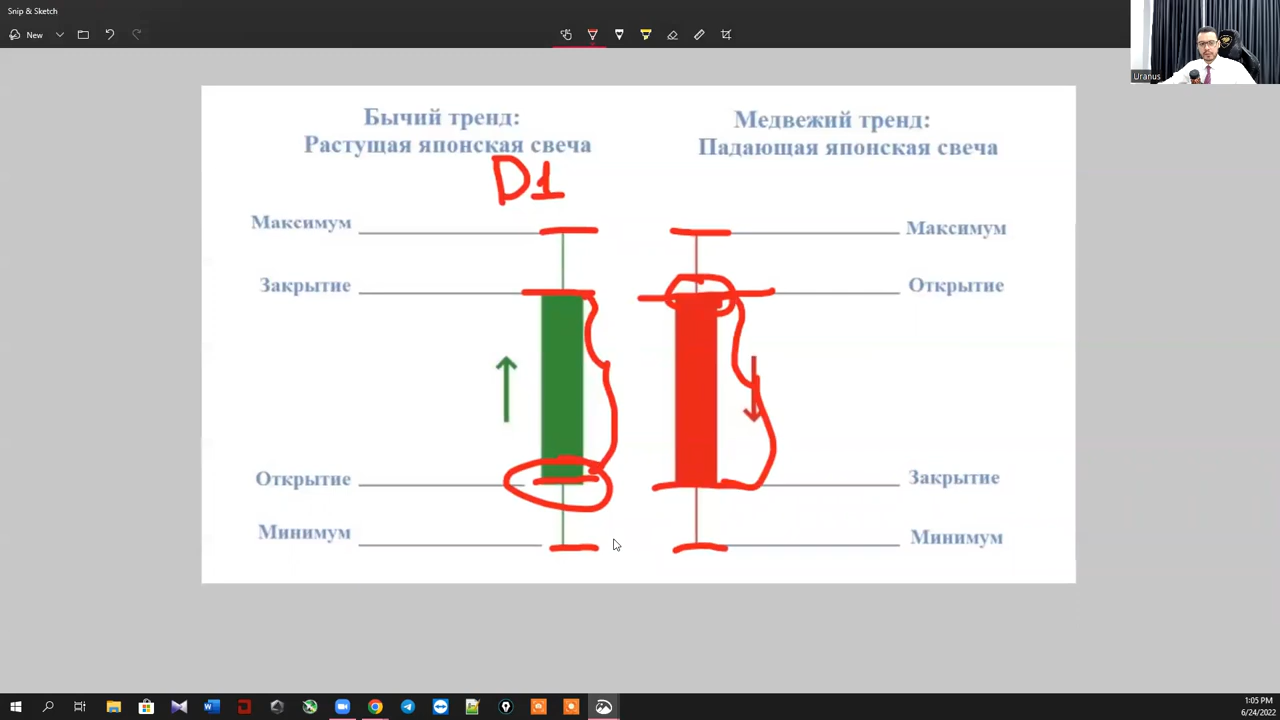 Snip & Sketch
New
Uranus
Бычий тренд:
Растущая японская свеча
Медвежий тренд:
Падающая японская свеча
D1
Максимум
Максимум
Закрытие
Открытие
Открытие
Закрытие
Минимум
Минимум
1:05 PM
6/24/2022